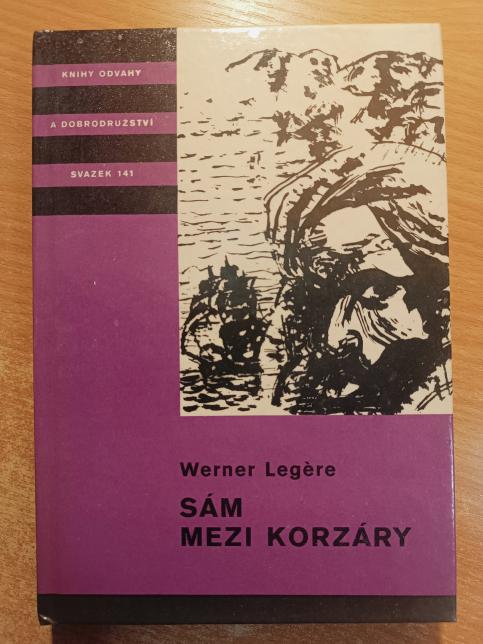 KNIHY ODVAHY
A DOBRODRUŽSTVÍ
SVAZEK 141
Werner Legère
SÁM
MEZI KORZÁRY